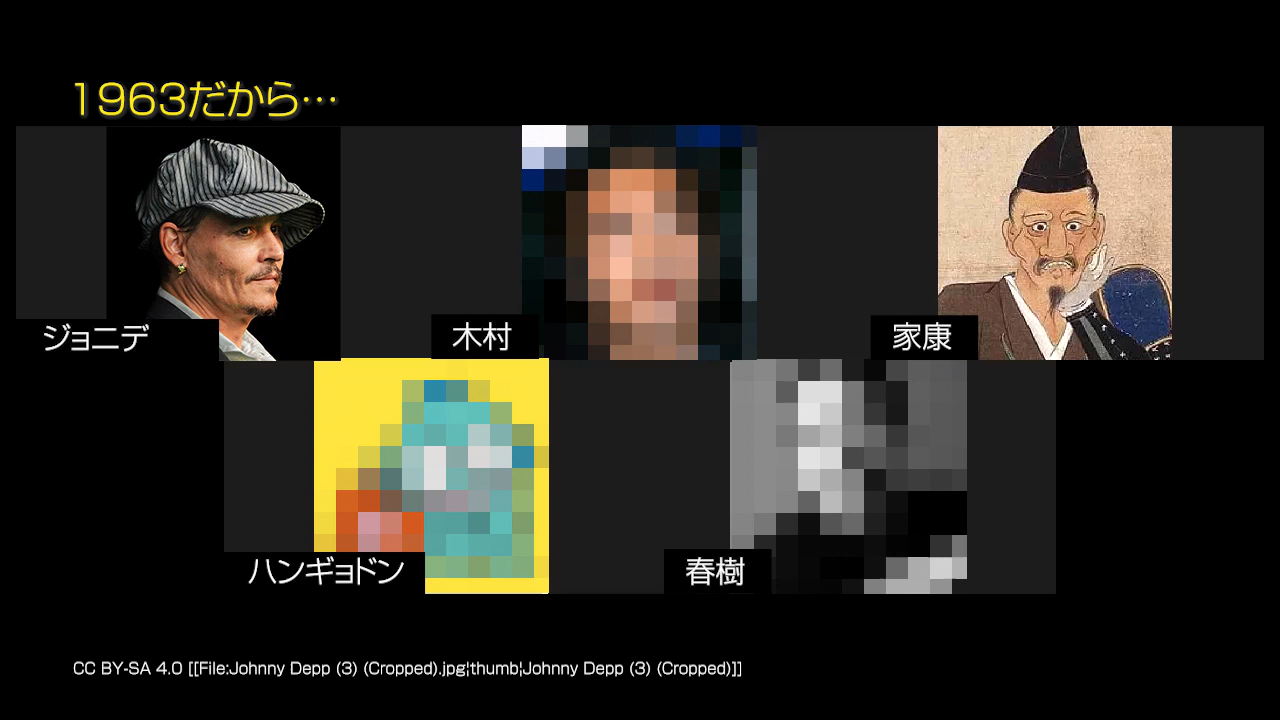 1963だから…
ジョニデ
木村
家康
ハンギョドン
春樹
CC BY-SA 4.0 [[File:Johnny Depp (3) (Cropped).jpg¦thumb¦Johnny Depp (3) (Cropped)]]